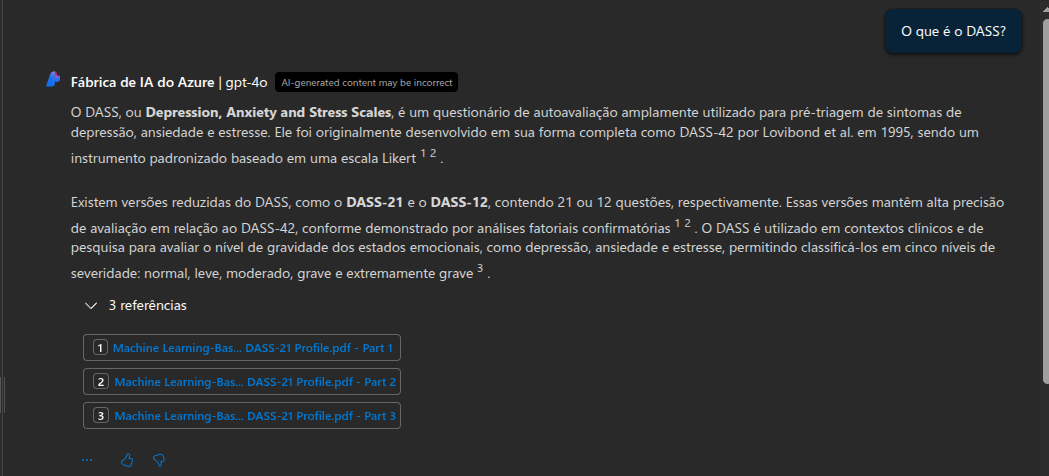 O que é o DASS?
Fábrica de IA do Azure | gpt-4o AI-generated content may be incorrect
O DASS, ou Depression, Anxiety and Stress Scales, é um questionário de autoavaliação amplamente utilizado para pré-triagem de sintomas de
depressão, ansiedade e estresse. Ele foi originalmente desenvolvido em sua forma completa como DASS-42 por Lovibond et al. em 1995, sendo um
instrumento padronizado baseado em uma escala Likert 1 2 .
Existem versões reduzidas do DASS, como o DASS-21 e o DASS-12, contendo 21 ou 12 questões, respectivamente. Essas versões mantêm alta precisão
de avaliação em relação ao DASS-42, conforme demonstrado por análises fatoriais confirmatórias 1 2 . O DASS é utilizado em contextos clínicos e de
pesquisa para avaliar o nível de gravidade dos estados emocionais, como depressão, ansiedade e estresse, permitindo classificá-los em cinco níveis de
severidade: normal, leve, moderado, grave e extremamente grave 3 .
3 referências
1 Machine Learning-Bas... DASS-21 Profile.pdf - Part 1
2 Machine Learning-Bas... DASS-21 Profile.pdf - Part 2
3 Machine Learning-Bas... DASS-21 Profile.pdf - Part 3